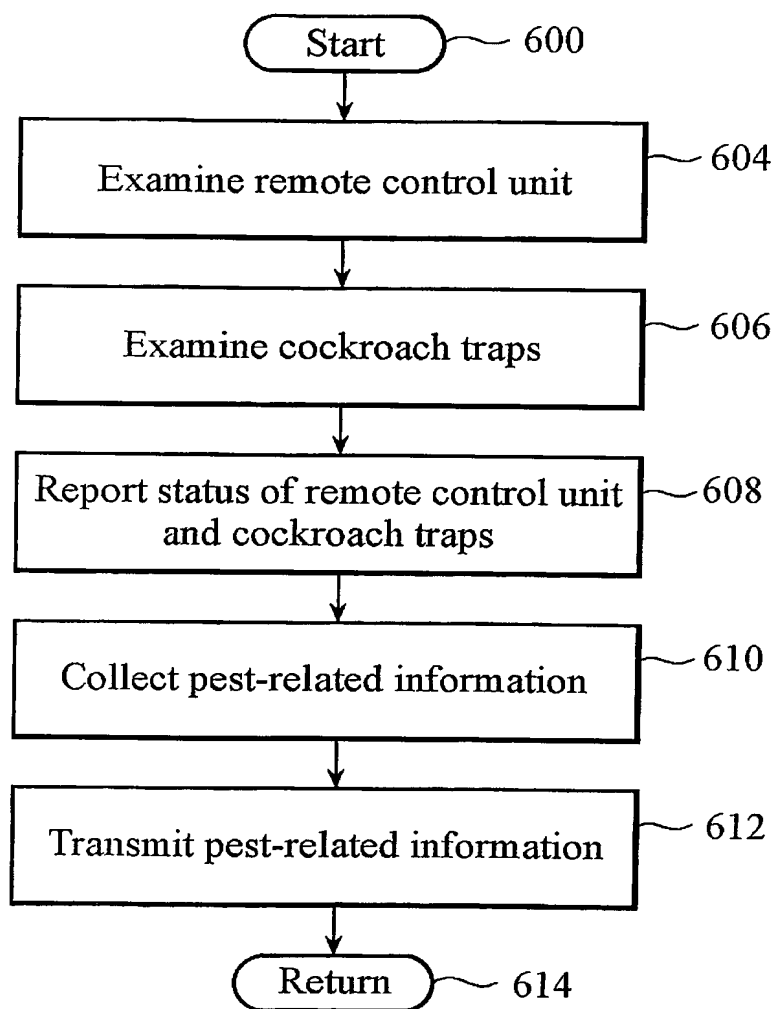 Start 600
Examine remote control unit 604
Examine cockroach traps 606
Report status of remote control unit
and cockroach traps 608
Collect pest-related information 610
Transmit pest-related information 612
Return 614